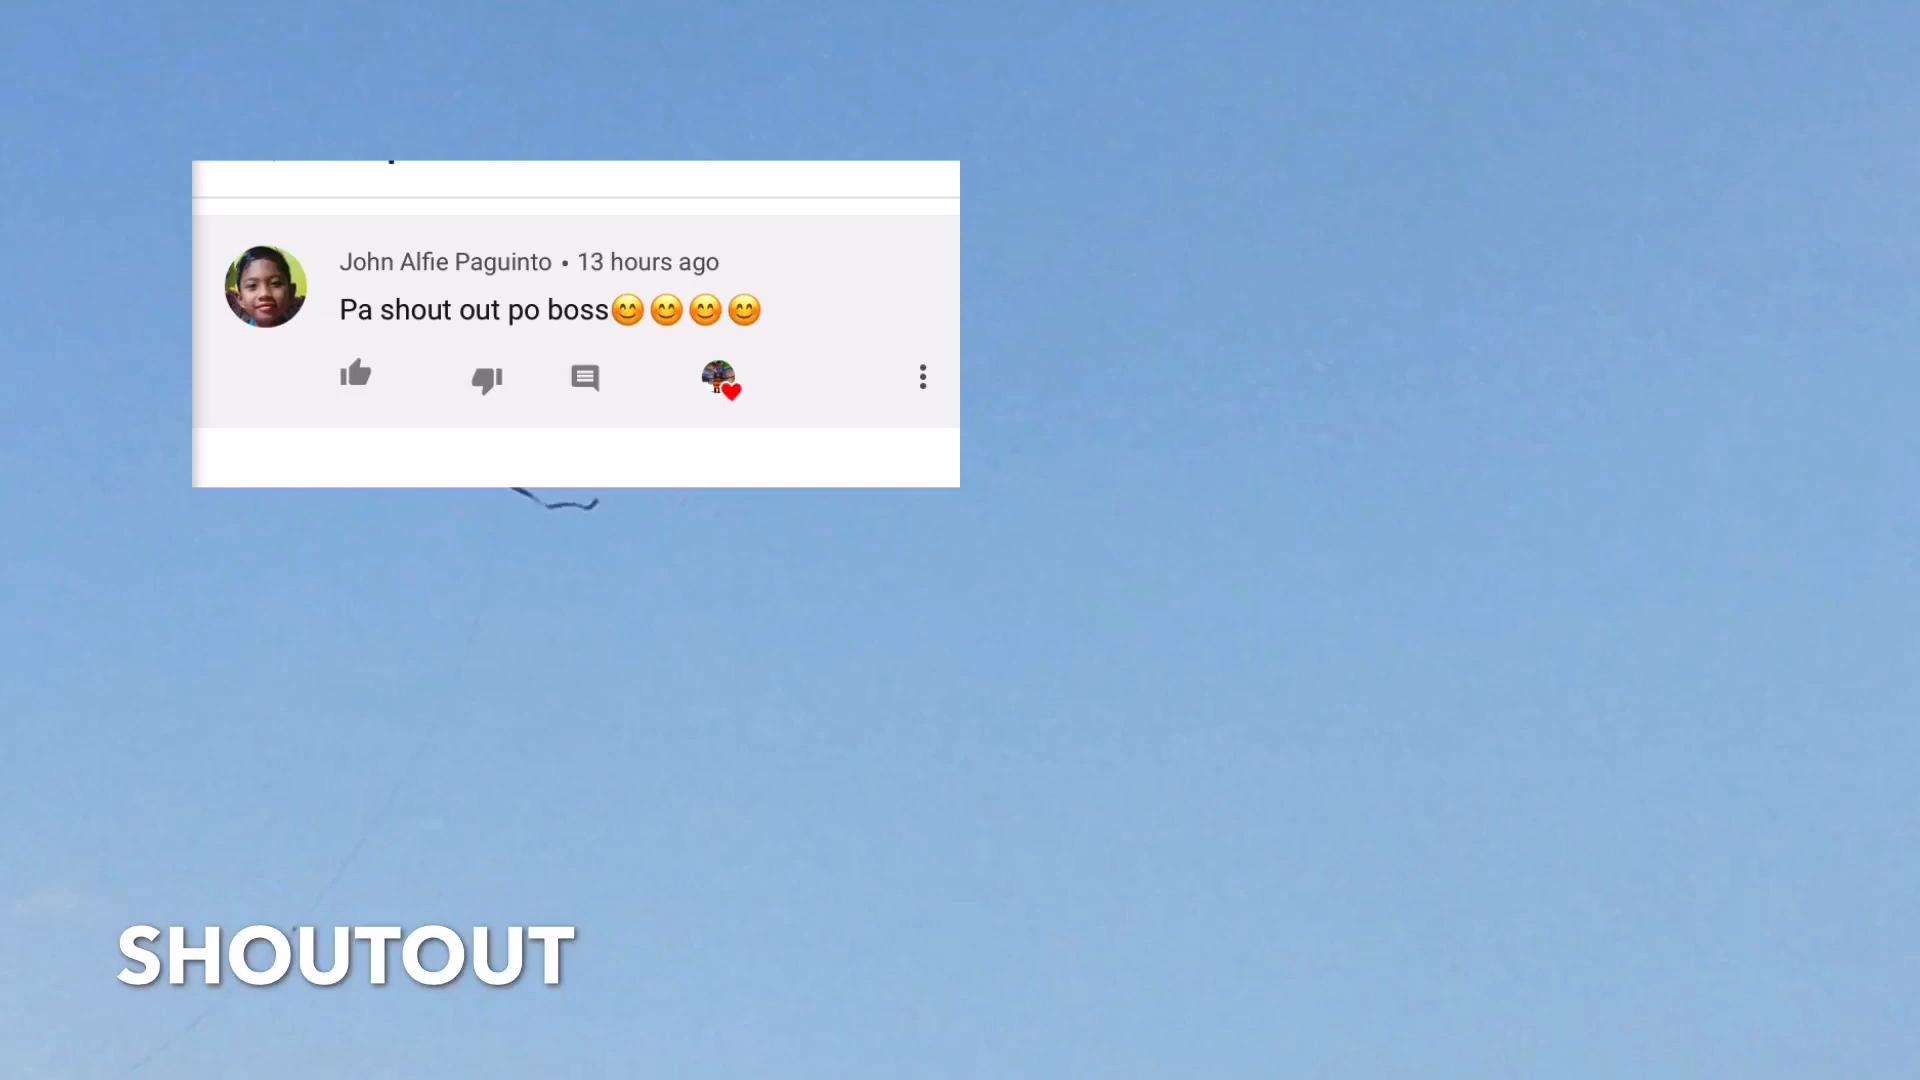 John Alfie Paguinto • 13 hours ago
Pa shout out po boss😊😊😊😊
SHOUTOUT